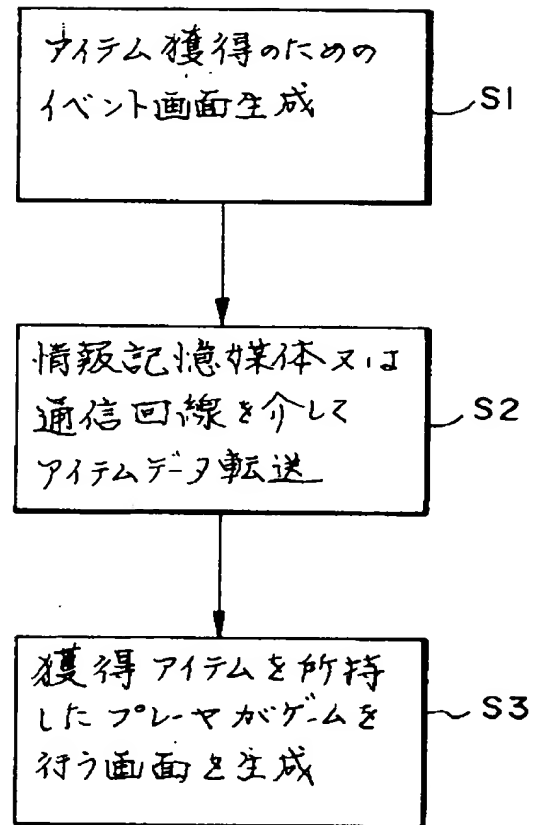 アイテム獲得のための
イベント画面生成
S1
情報記憶媒体又は
通信回線を介して
アイテムデータ転送
S2
獲得アイテムを所持
したプレーヤがゲームを
行う画面を生成
S3